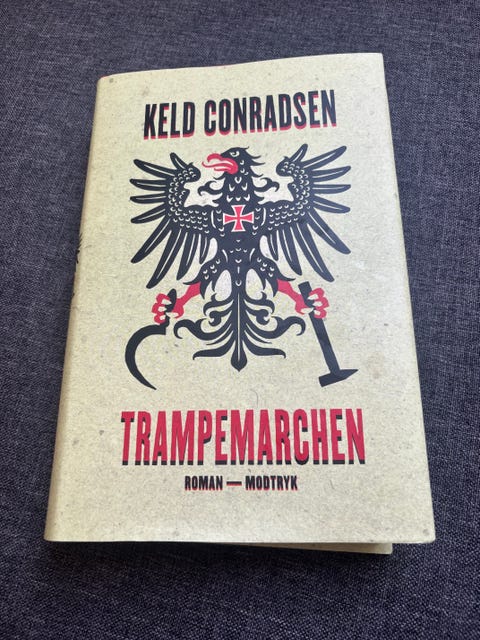 KELD CONRADSEN
TRAMPEMARCHEN
ROMAN — MODTRYK